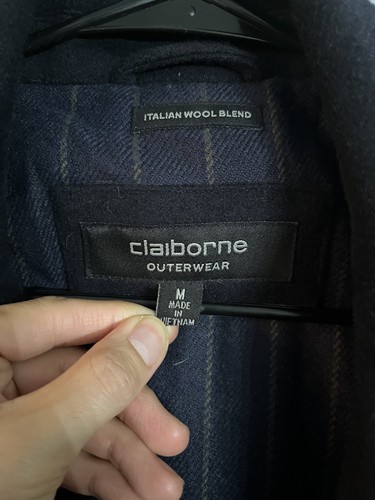 ITALIAN WOOL BLEND
claiborne
OUTERWEAR
M
MADE
IN
VIETNAM